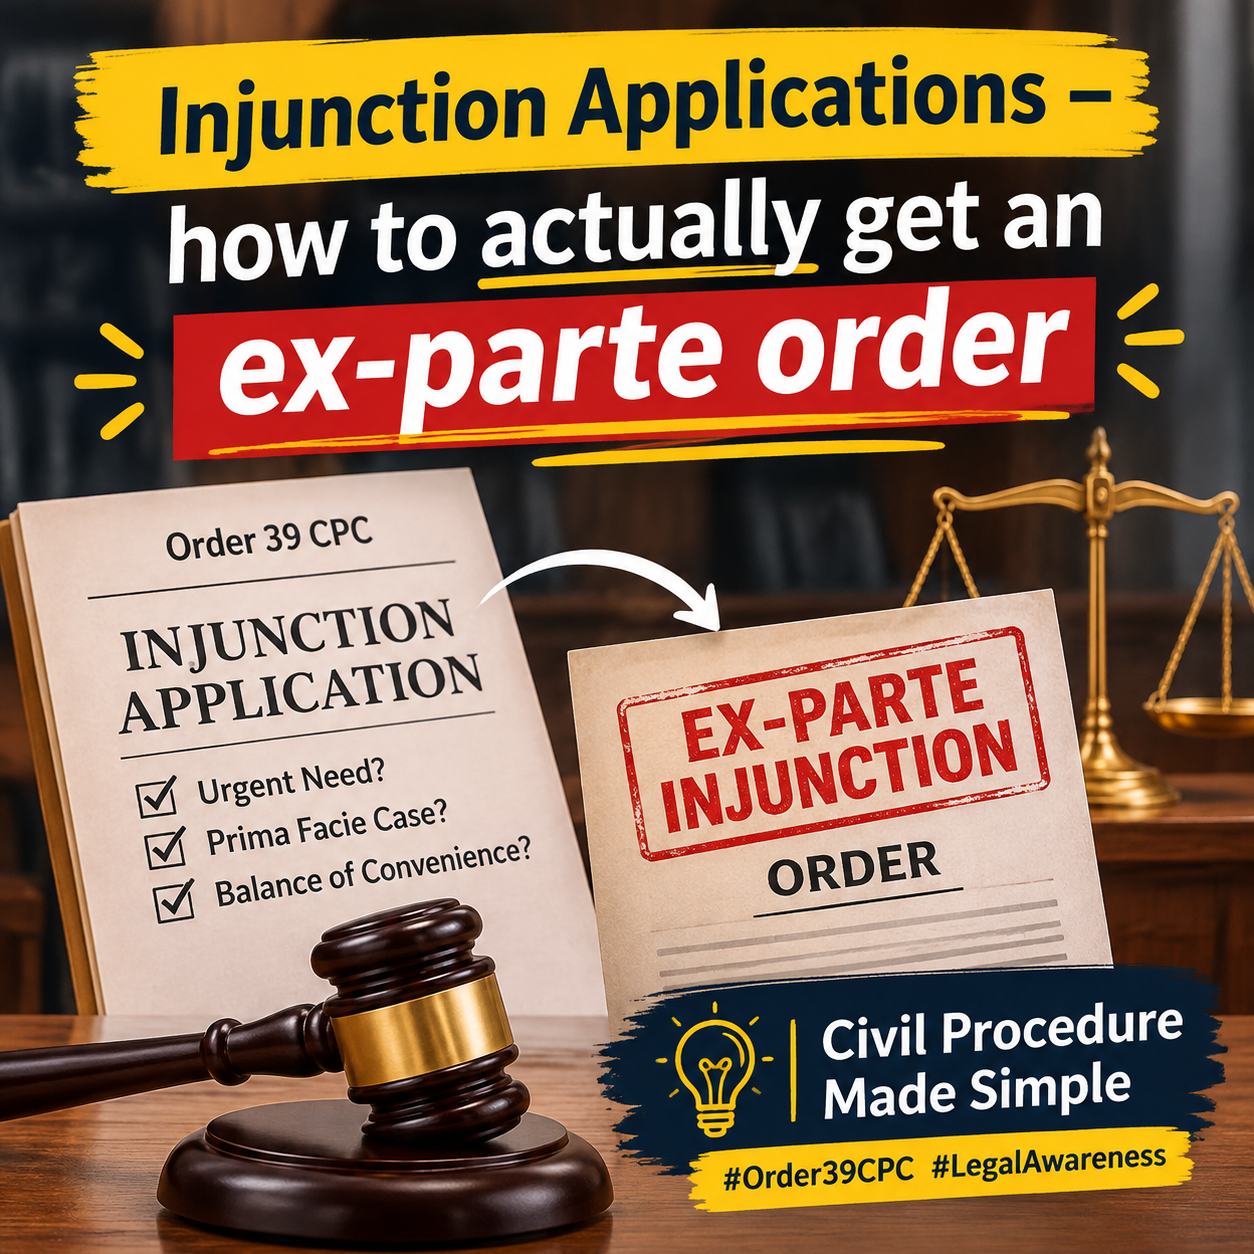 Injunction Applications –
how to actually get an
ex-parte order
Order 39 CPC
INJUNCTION
APPLICATION
Urgent Need?
Prima Facie Case?
Balance of Convenience?
EX-PARTE
INJUNCTION
ORDER
Civil Procedure
Made Simple
#Order39CPC #LegalAwareness